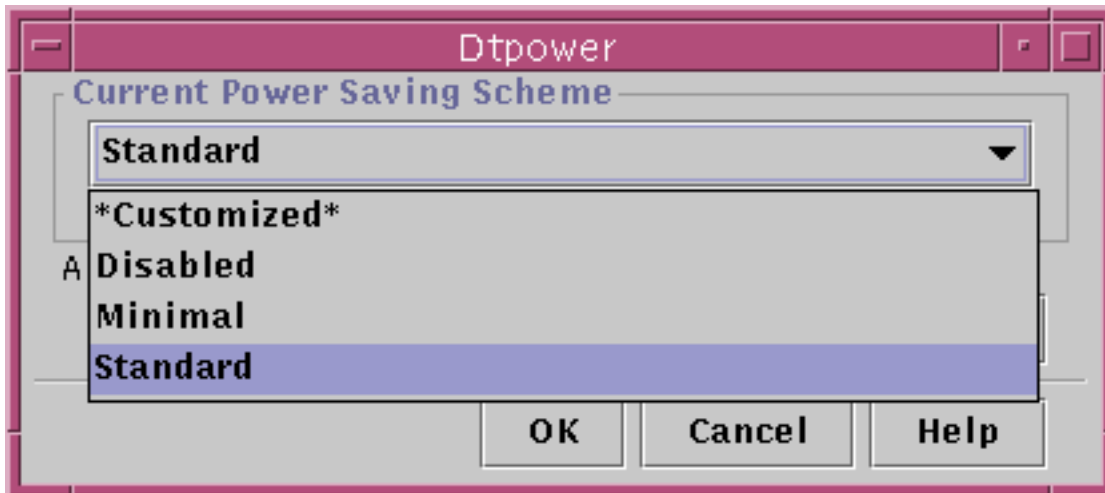 Dtpower
Current Power Saving Scheme
Standard
*Customized*
Disabled
Minimal
Standard
A
OK
Cancel
Help